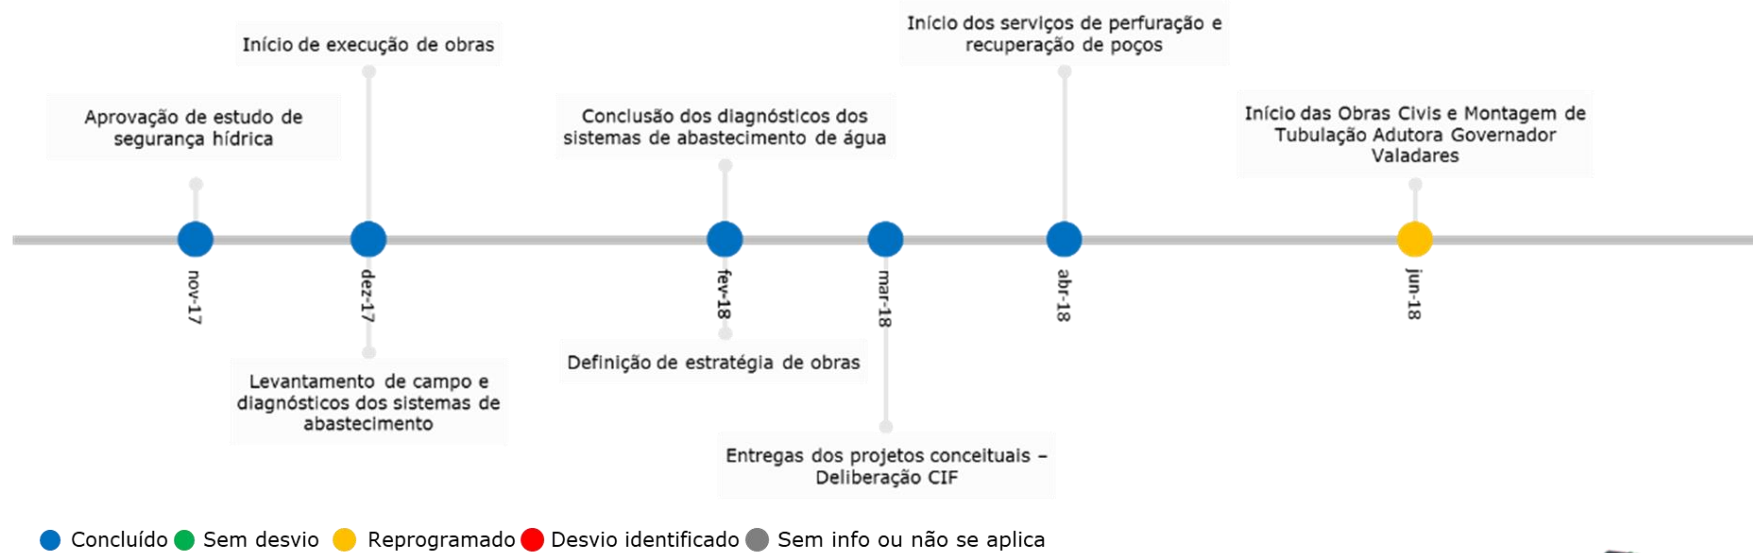 Início dos serviços de perfuração e
recuperação de poços
Início de execução de obras
Aprovação de estudo de
segurança hídrica
Conclusão dos diagnósticos dos
sistemas de abastecimento de água
Início das Obras Civis e Montagem de
Tubulação Adutora Governador
Valadares
nov-17
dez-17
fev-18
mar-18
abr-18
jun-18
Definição de estratégia de obras
Levantamento de campo e
diagnósticos dos sistemas de
abastecimento
Entregas dos projetos conceituais –
Deliberação CIF
Concluído
Sem desvio
Reprogramado
Desvio identificado
Sem info ou não se aplica